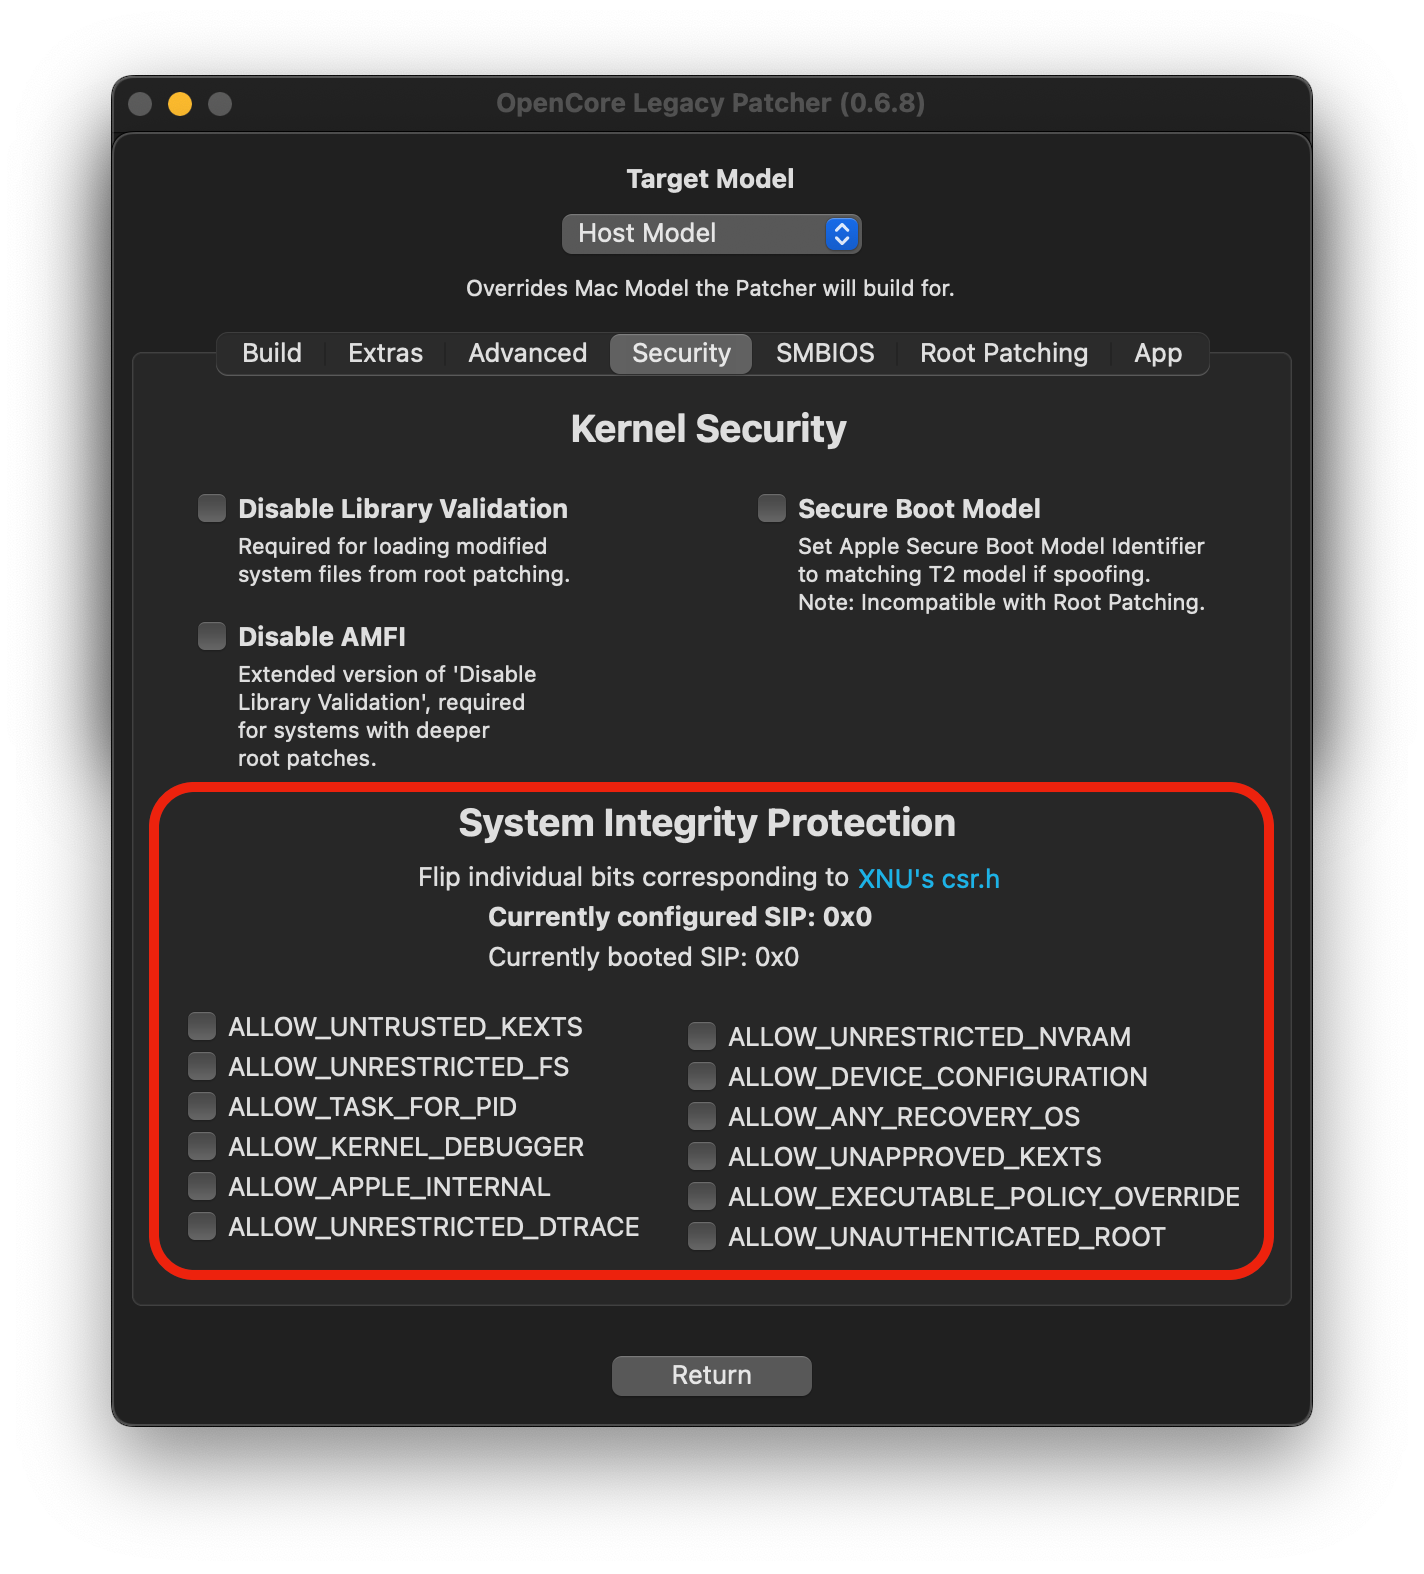 OpenCore Legacy Patcher (0.6.8)
Target Model
Host Model
Overrides Mac Model the Patcher will build for.
Build Extras Advanced Security SMBIOS Root Patching App
Kernel Security
Disable Library Validation
Required for loading modified
system files from root patching.
Disable AMFI
Extended version of 'Disable
Library Validation', required
for systems with deeper
root patches.
Secure Boot Model
Set Apple Secure Boot Model Identifier
to matching T2 model if spoofing.
Note: Incompatible with Root Patching.
System Integrity Protection
Flip individual bits corresponding to XNU's csr.h
Currently configured SIP: 0x0
Currently booted SIP: 0x0
ALLOW_UNTRUSTED_KEXTS
ALLOW_UNRESTRICTED_FS
ALLOW_TASK_FOR_PID
ALLOW_KERNEL_DEBUGGER
ALLOW_APPLE_INTERNAL
ALLOW_UNRESTRICTED_DTRACE
ALLOW_UNRESTRICTED_NVRAM
ALLOW_DEVICE_CONFIGURATION
ALLOW_ANY_RECOVERY_OS
ALLOW_UNAPPROVED_KEXTS
ALLOW_EXECUTABLE_POLICY_OVERRIDE
ALLOW_UNAUTHENTICATED_ROOT
Return